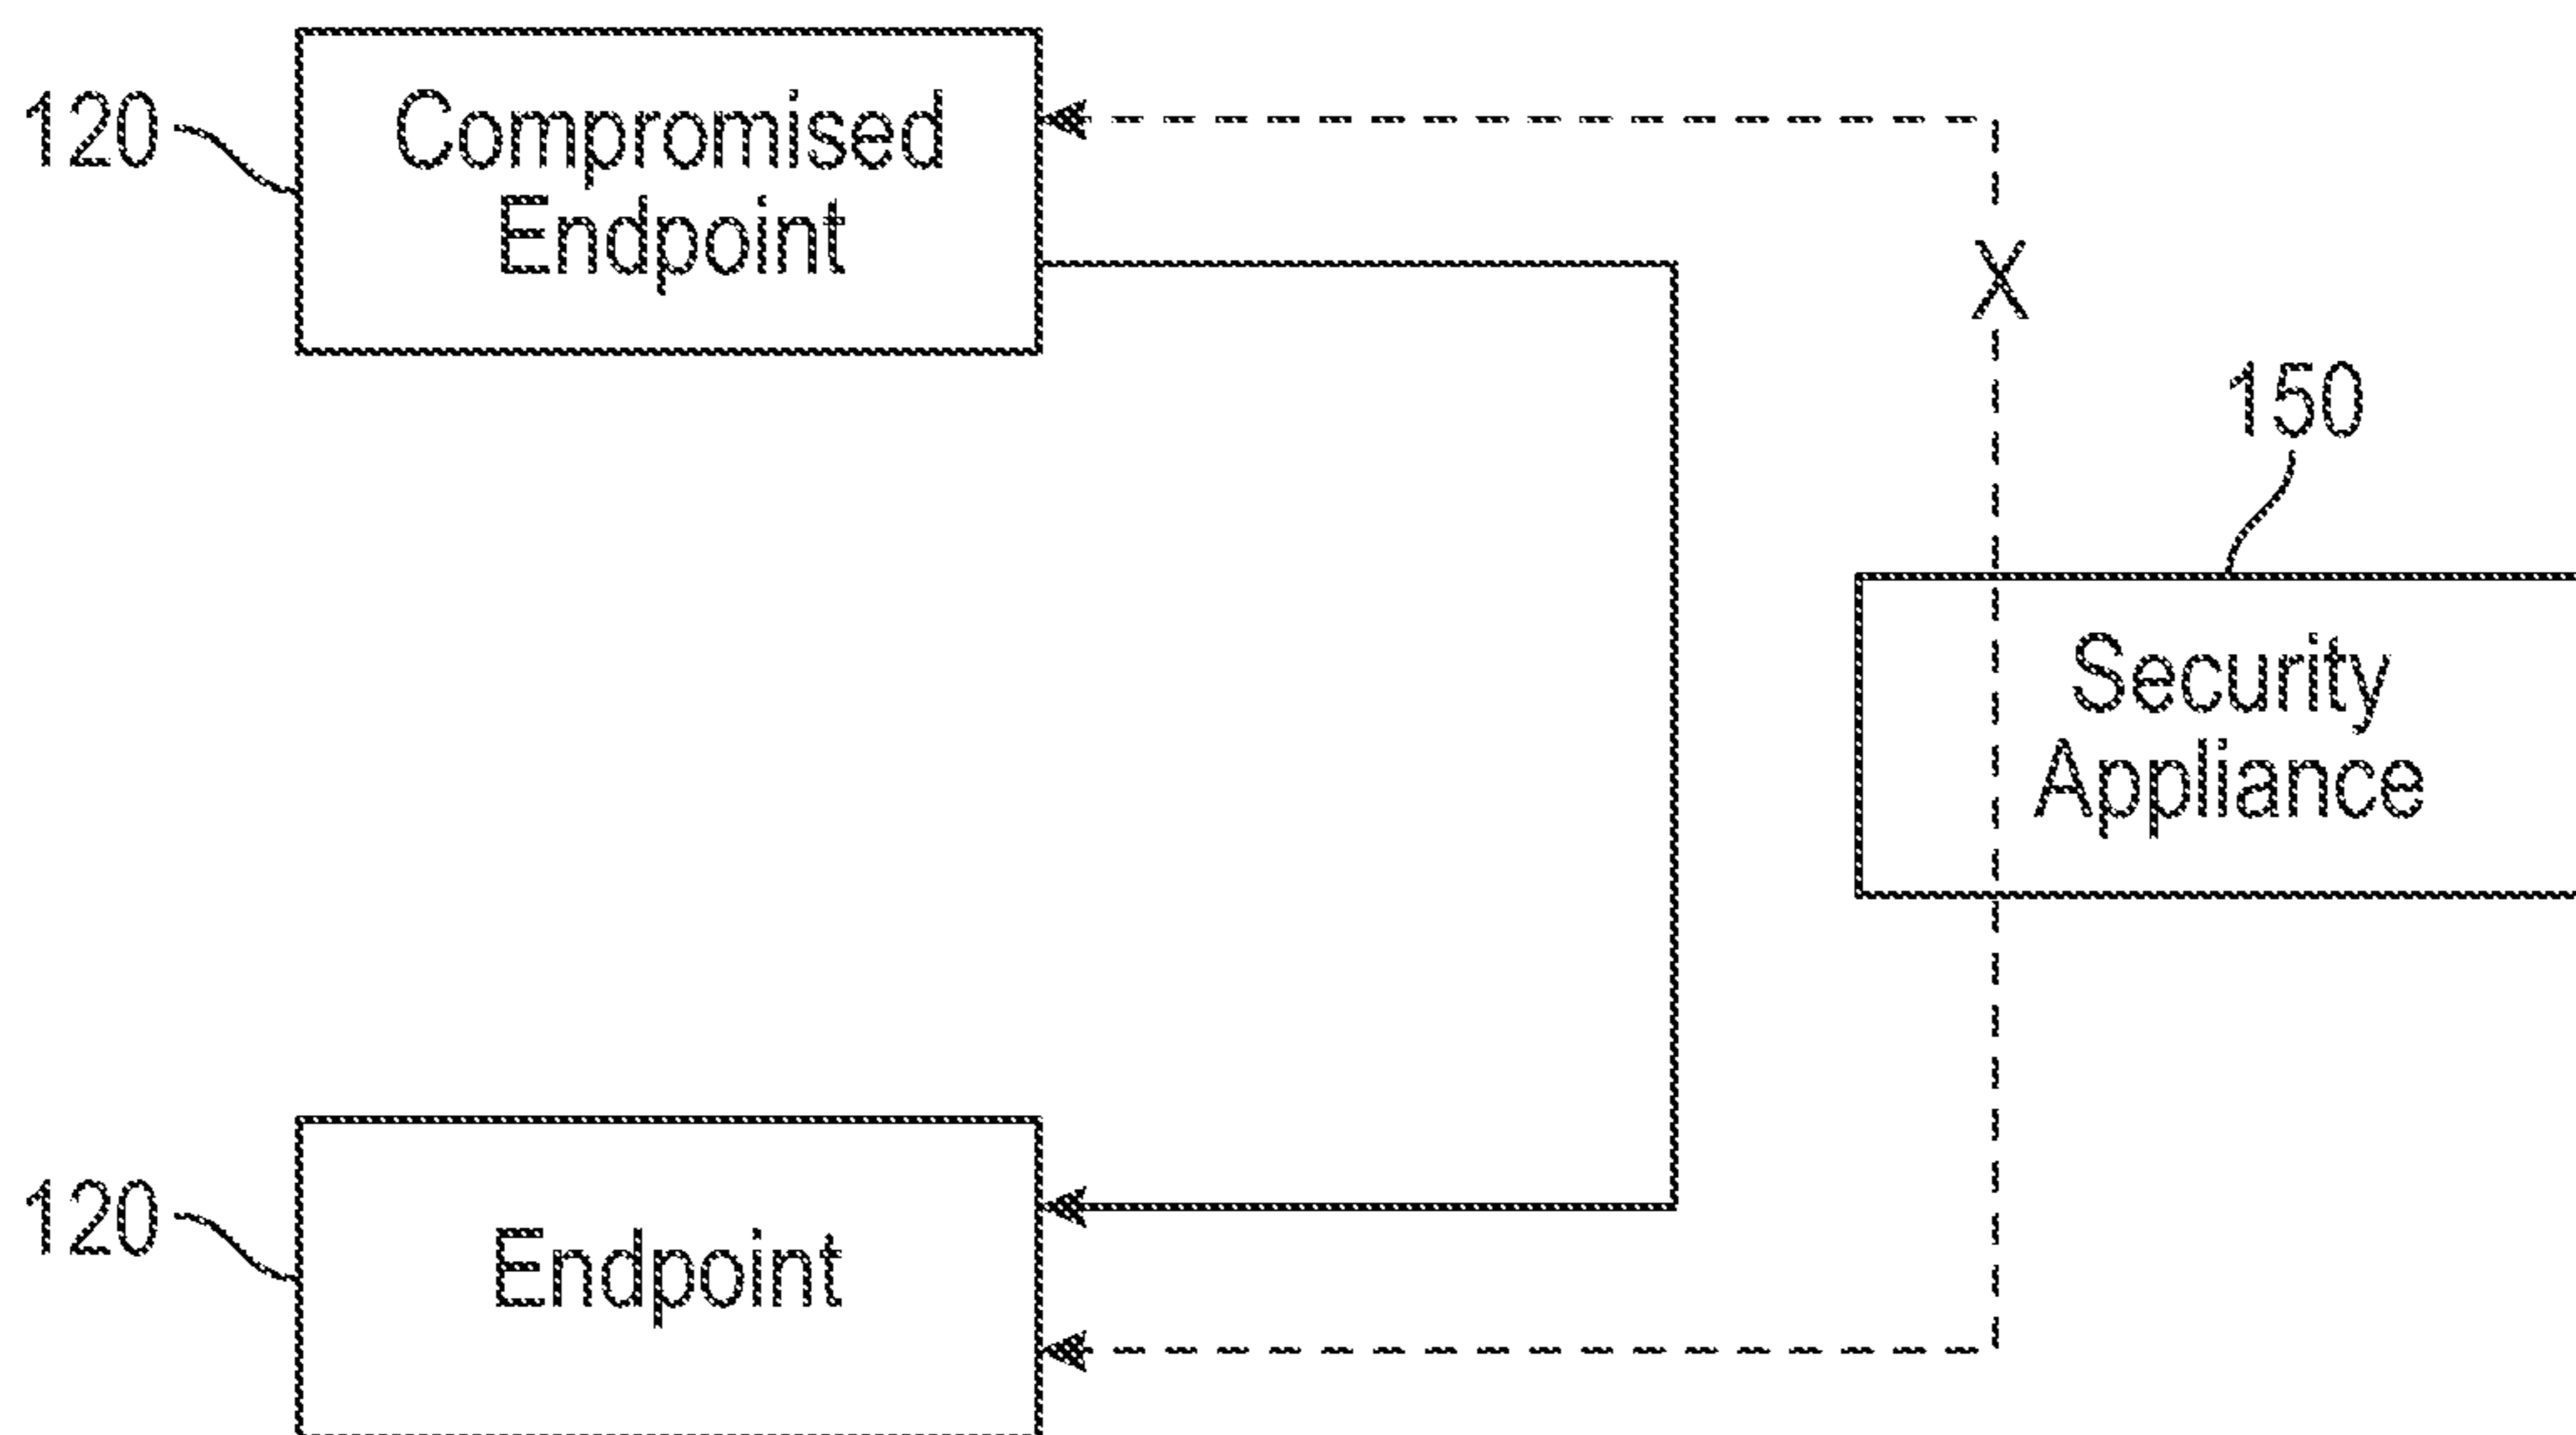 120
Compromised
Endpoint
X
150
Security
Appliance
120
Endpoint